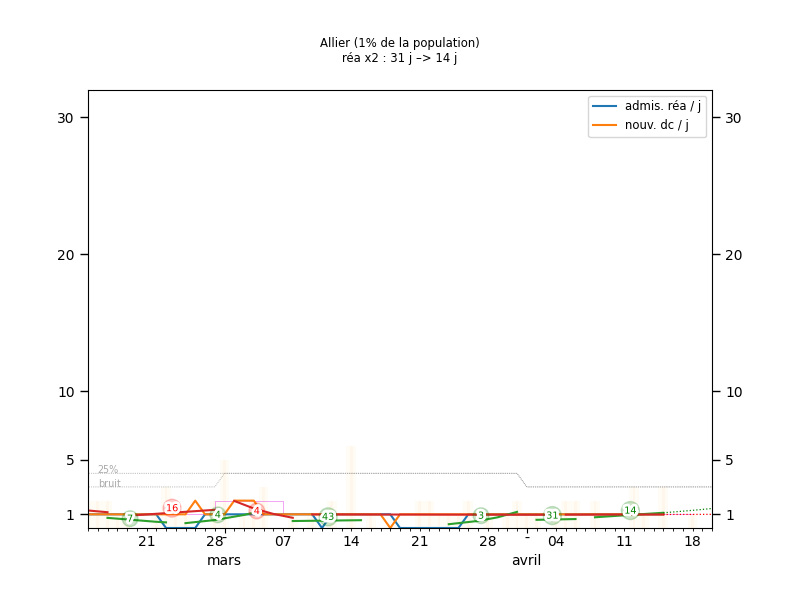 Allier (1% de la population)
réa x2 : 31 j –> 14 j
admis. réa / j
nouv. dc / j
30 30
20 20
10 10
5 5
1 1
25%
bruit
7 16 4 4 43 3 31 14
21 28 07 14 21 28 - 04 11 18
mars avril